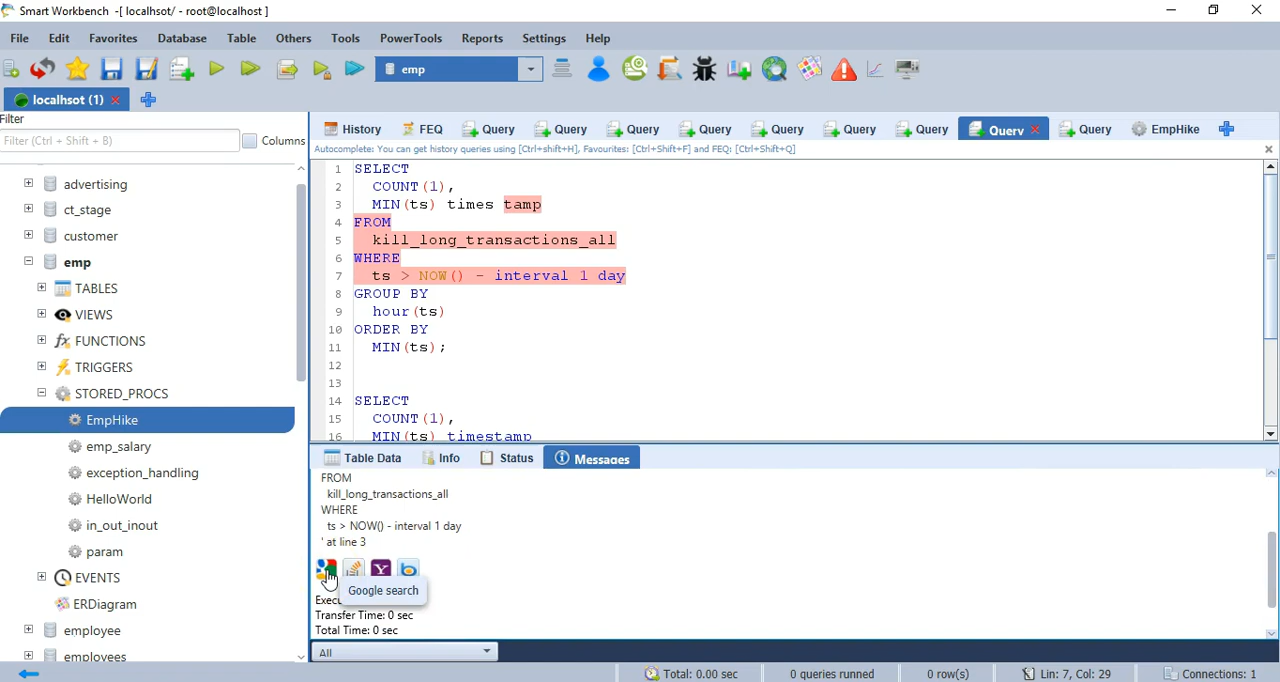 Smart Workbench -[ localhsot/ - root@localhost ]
File Edit Favorites Database Table Others Tools PowerTools Reports Settings Help
emp
localhsot (1)
Filter
Filter (Ctrl + Shift + B) Columns
advertising
ct_stage
customer
emp
TABLES
VIEWS
fx FUNCTIONS
TRIGGERS
STORED_PROCS
EmpHike
emp_salary
exception_handling
HelloWorld
in_out_inout
param
EVENTS
ERDiagram
employee
employees
History FEQ Query Query Query Query Query Query Query Query Query EmpHike
Autocomplete: You can get history queries using [Ctrl+shift+H], Favourites: [Ctrl+Shift+F] and FEQ: [Ctrl+Shift+Q]
1 SELECT
2 COUNT(1),
3 MIN(ts) times tamp
4 FROM
5 kill_long_transactions_all
6 WHERE
7 ts > NOW() - interval 1 day
8 GROUP BY
9 hour(ts)
10 ORDER BY
11 MIN(ts);
12
13
14 SELECT
15 COUNT(1),
16 MIN(ts) timestamp
Table Data Info Status Messages
FROM
kill_long_transactions_all
WHERE
ts > NOW() - interval 1 day
' at line 3
Google search
Execu
Transfer Time: 0 sec
Total Time: 0 sec
All
Total: 0.00 sec 0 queries runned 0 row(s) Lin: 7, Col: 29 Connections: 1